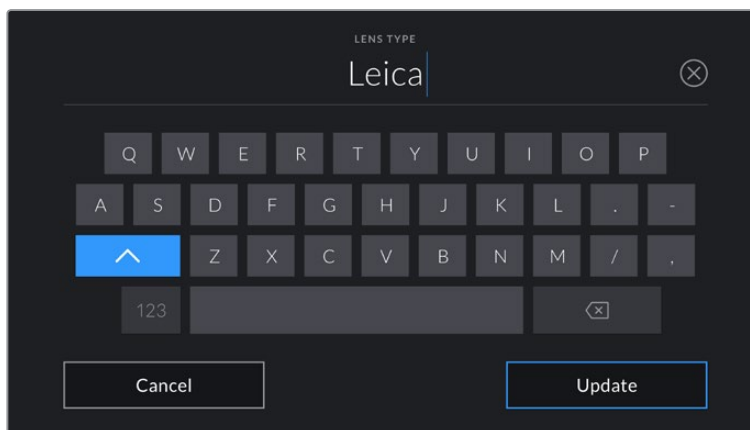 LENS TYPE
Leica
Q W E R T Y U I O P
A S D F G H J K L . -
Z X C V B N M / ,
123
Cancel Update